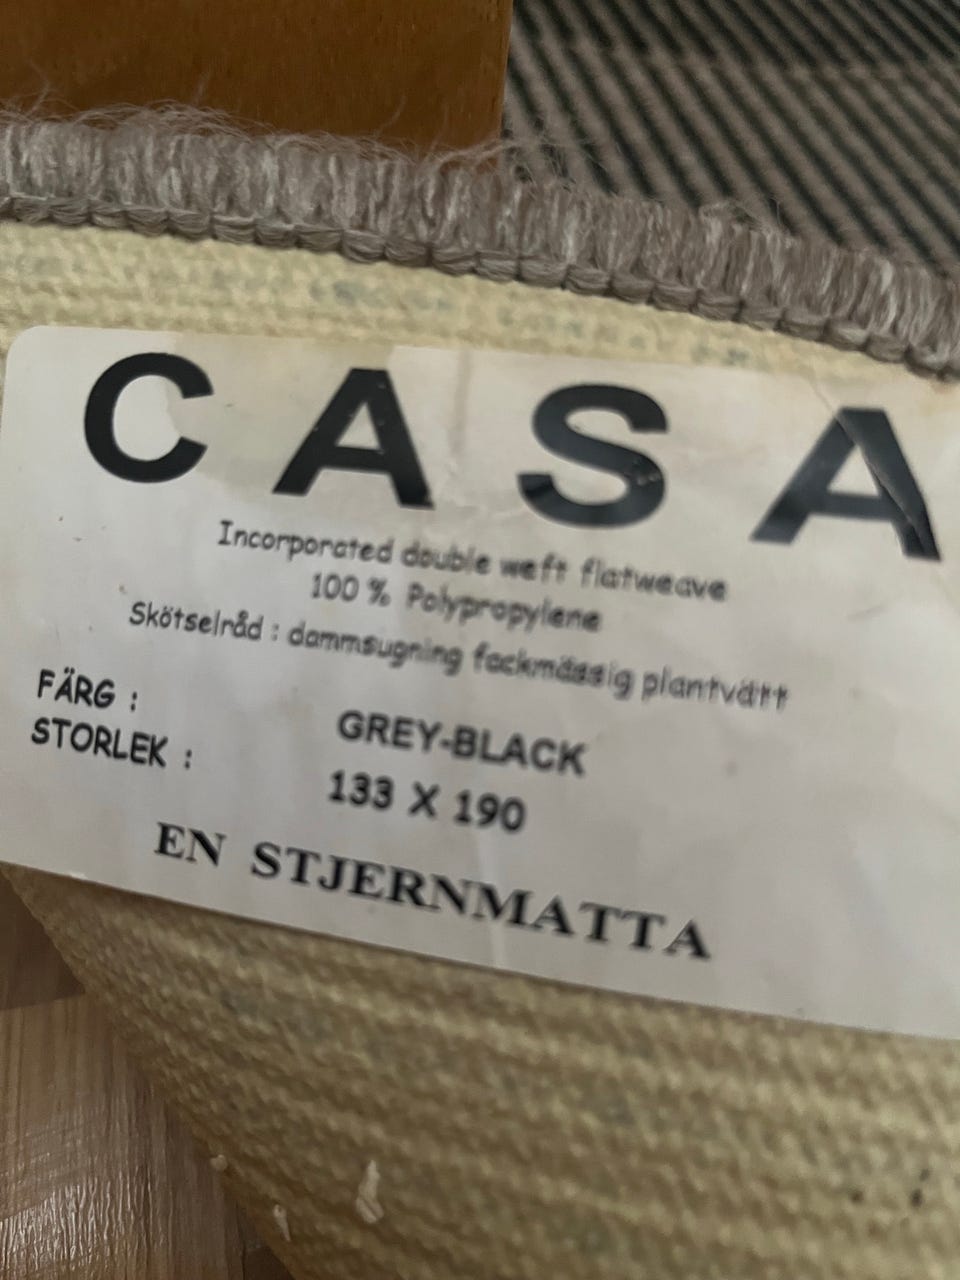 CASA
Incorporated double weft flatweave
100 % Polypropylene
Skötselråd : dammsugning fackmässig plantvätt
FÄRG : GREY-BLACK
STORLEK : 133 X 190
EN STJERNMATTA